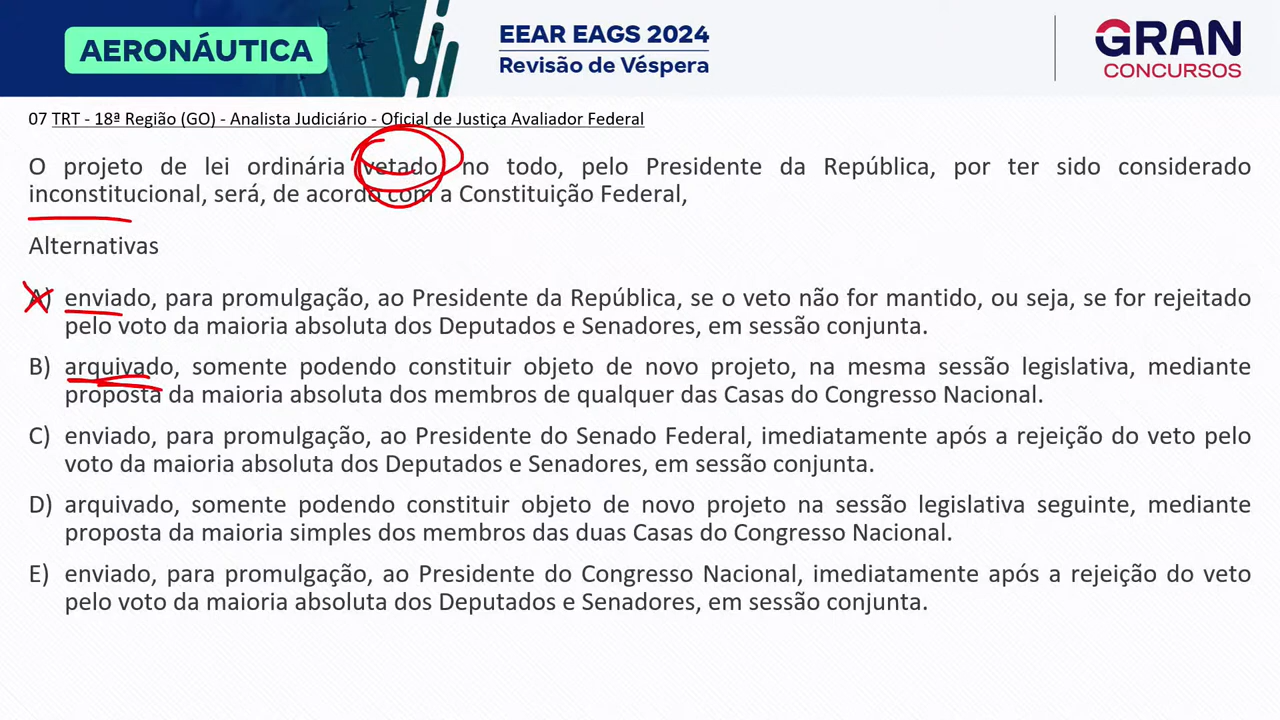 AERONÁUTICA
EEAR EAGS 2024
Revisão de Véspera
GRAN
CONCURSOS
07 TRT - 18ª Região (GO) - Analista Judiciário - Oficial de Justiça Avaliador Federal
O projeto de lei ordinária vetado, no todo, pelo Presidente da República, por ter sido considerado
inconstitucional, será, de acordo com a Constituição Federal,
Alternativas
A) enviado, para promulgação, ao Presidente da República, se o veto não for mantido, ou seja, se for rejeitado
pelo voto da maioria absoluta dos Deputados e Senadores, em sessão conjunta.
B) arquivado, somente podendo constituir objeto de novo projeto, na mesma sessão legislativa, mediante
proposta da maioria absoluta dos membros de qualquer das Casas do Congresso Nacional.
C) enviado, para promulgação, ao Presidente do Senado Federal, imediatamente após a rejeição do veto pelo
voto da maioria absoluta dos Deputados e Senadores, em sessão conjunta.
D) arquivado, somente podendo constituir objeto de novo projeto na sessão legislativa seguinte, mediante
proposta da maioria simples dos membros das duas Casas do Congresso Nacional.
E) enviado, para promulgação, ao Presidente do Congresso Nacional, imediatamente após a rejeição do veto
pelo voto da maioria absoluta dos Deputados e Senadores, em sessão conjunta.